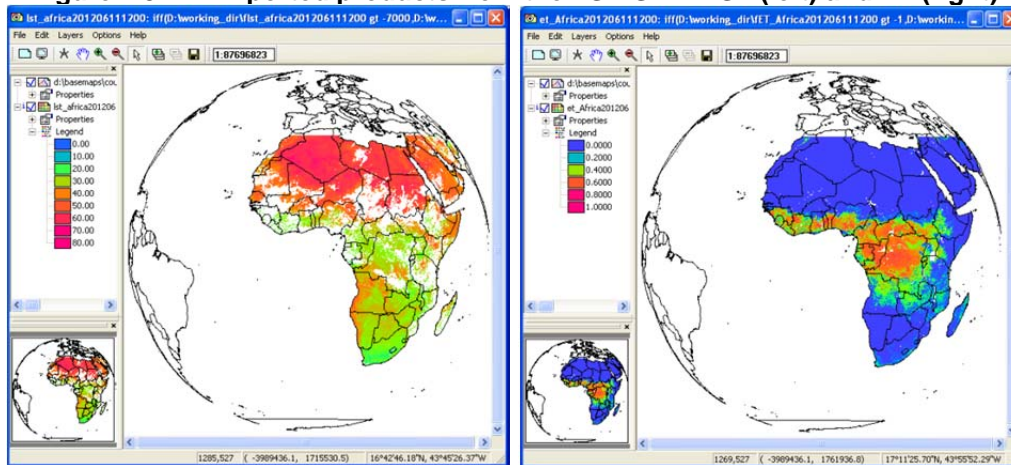 lst_africa201206111200: iff(D:\working_dir\flst_africa201206111200 gt -7000,D:\w...
File Edit Layers Options Help
1:87696823
d:\basemaps\cou
Properties
lst_africa201206
Properties
Legend
0.00
10.00
20.00
30.00
40.00
50.00
60.00
70.00
80.00
1285,527 ( -3989436.1, 1715530.5) 16°42'46.18"N, 43°45'26.37"W
et_Africa201206111200: iff(D:\working_dir\fET_Africa201206111200 gt -1,D:\workin...
File Edit Layers Options Help
1:87696823
d:\basemaps\cou
Properties
et_Africa201206
Properties
Legend
0.0000
0.2000
0.4000
0.6000
0.8000
1.0000
1269,527 ( -3989436.1, 1761936.8) 17°11'25.70"N, 43°55'52.29"W